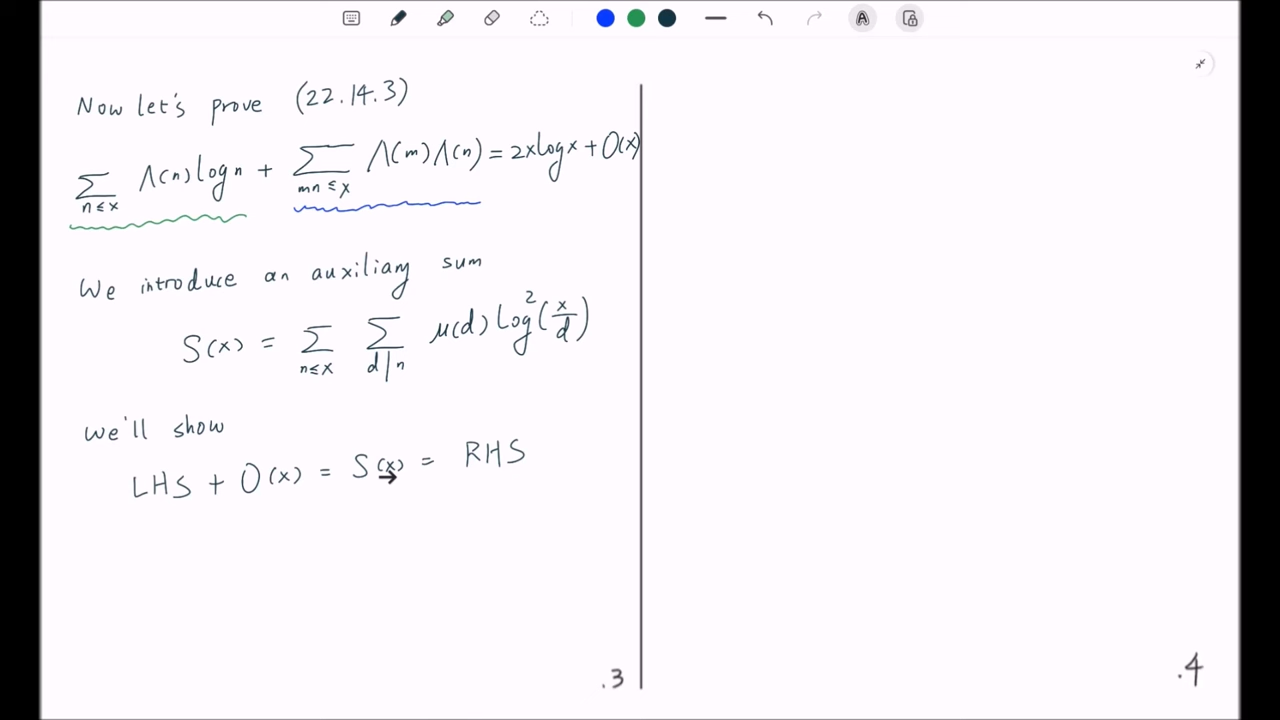 Now let's prove (22.14.3)
∑_{n≤x} Λ(n) log n + ∑_{mn≤x} Λ(m)Λ(n) = 2x log x + O(x)
We introduce an auxiliary sum
S(x) = ∑_{n≤x} ∑_{d|n} μ(d) log²(x/d)
We'll show
LHS + O(x) = S(x) = RHS
.3
.4